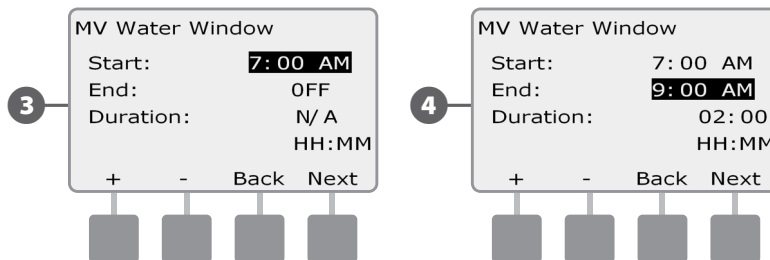 3
MV Water Window
Start: 7:00 AM
End: 0FF
Duration: N/A
HH:MM
+ - Back Next
4
MV Water Window
Start: 7:00 AM
End: 9:00 AM
Duration: 02:00
HH:MM
+ - Back Next